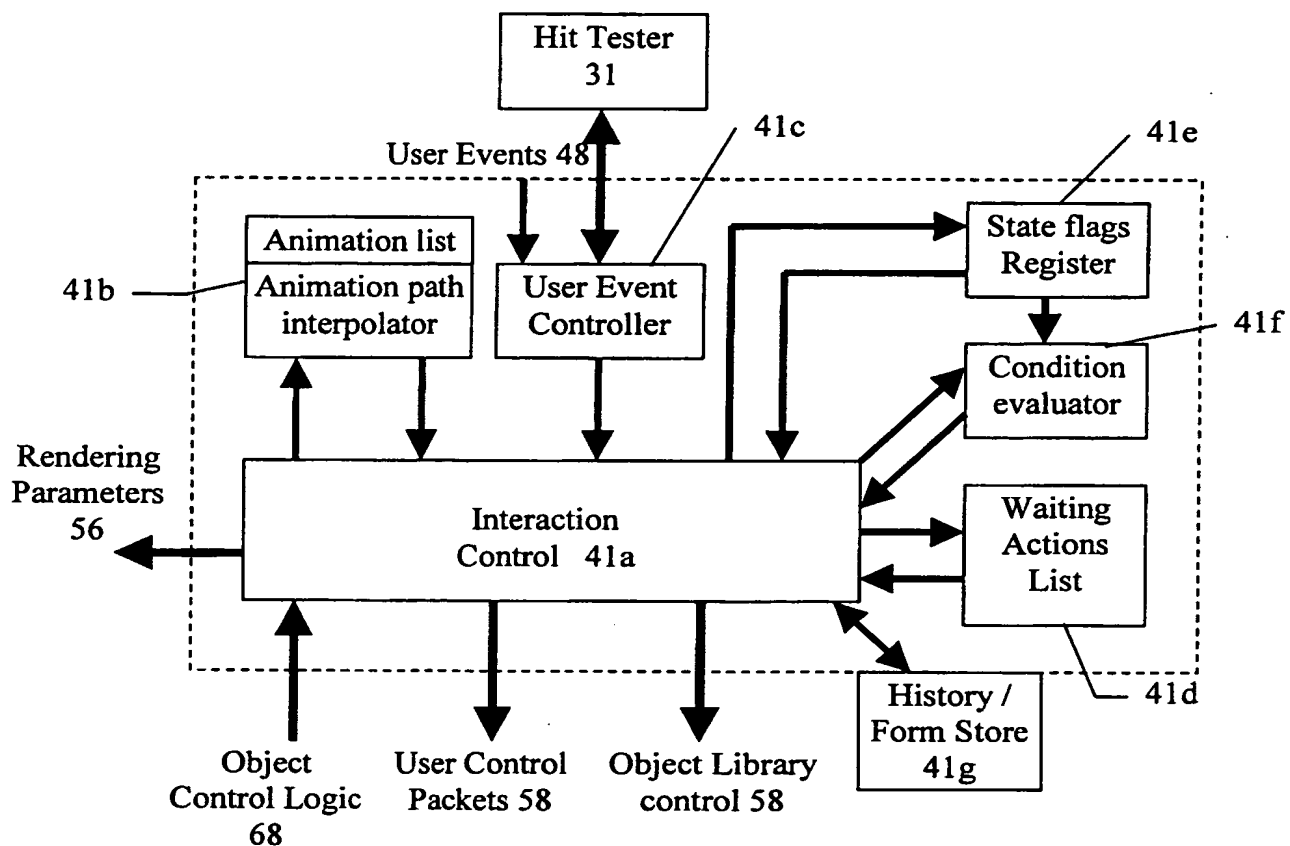 Hit Tester
31
41c
41e
User Events 48
Animation list
State flags
Register
41b
Animation path
interpolator
User Event
Controller
41f
Condition
evaluator
Rendering
Parameters
56
Interaction
Control 41a
Waiting
Actions
List
41d
History /
Form Store
41g
Object
Control Logic
68
User Control
Packets 58
Object Library
control 58